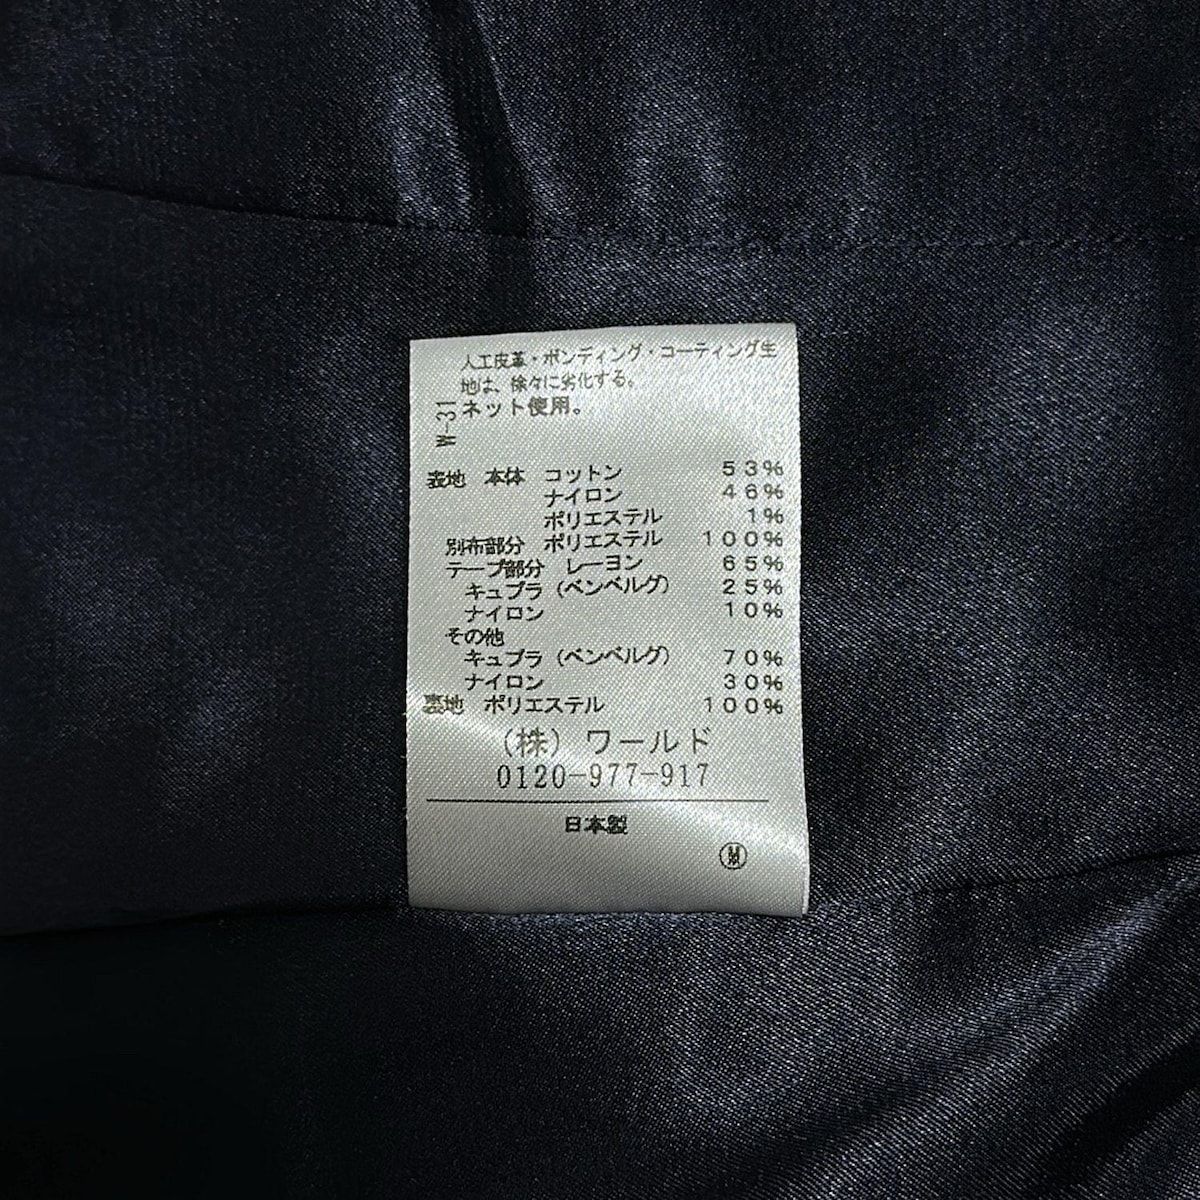 人工皮革・ボンディング・コーティング生
地は、徐々に劣化する。
ネット使用。
W-31
表地 本体 コットン 53%
ナイロン 46%
ポリエステル 1%
別布部分 ポリエステル 100%
テープ部分 レーヨン 65%
キュプラ(ベンベルグ) 25%
ナイロン 10%
その他
キュプラ(ベンベルグ) 70%
ナイロン 30%
裏地 ポリエステル 100%
(株)ワールド
0120-977-917
日本製